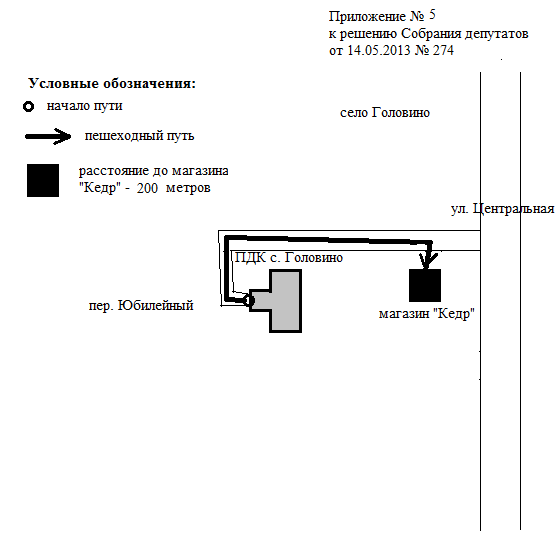 Приложение № 5
к решению Собрания депутатов
от 14.05.2013 № 274
Условные обозначения:
начало пути
пешеходный путь
расстояние до магазина
"Кедр" - 200 метров
село Головино
ул. Центральная
ПДК с. Головино
пер. Юбилейный
магазин "Кедр"